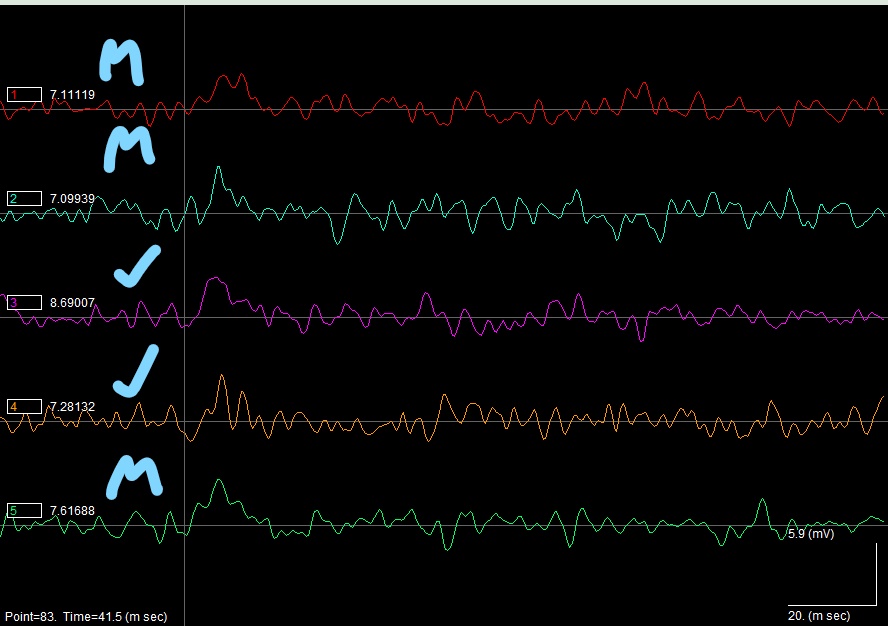 M
1 7.11119
M
2 7.09939
✓
3 8.69007
✓
4 7.28132
M
5 7.61688
5.9 (mV)
20. (m sec)
Point=83. Time=41.5 (m sec)